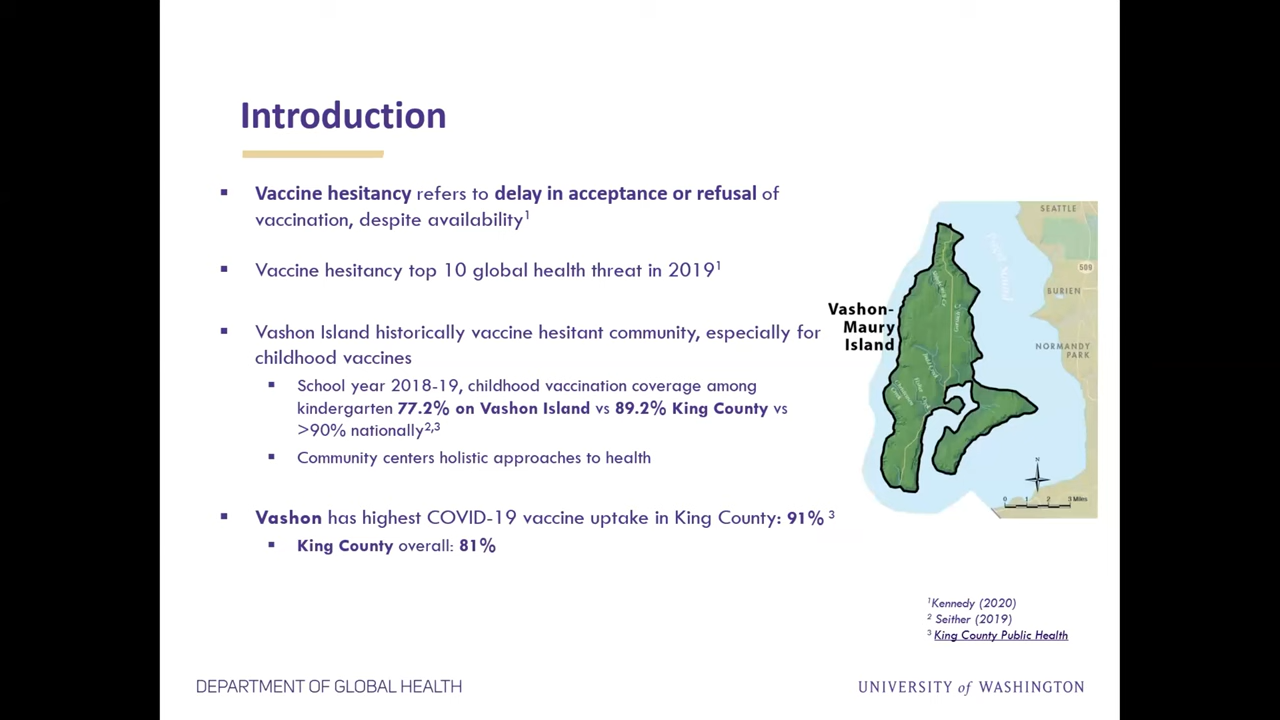 Introduction
▪ Vaccine hesitancy refers to delay in acceptance or refusal of
vaccination, despite availability1
▪ Vaccine hesitancy top 10 global health threat in 20191
▪ Vashon Island historically vaccine hesitant community, especially for
childhood vaccines
▪ School year 2018-19, childhood vaccination coverage among
kindergarten 77.2% on Vashon Island vs 89.2% King County vs
>90% nationally2,3
▪ Community centers holistic approaches to health
▪ Vashon has highest COVID-19 vaccine uptake in King County: 91% 3
▪ King County overall: 81%
SEATTLE
509
BURIEN
Vashon-
Maury
Island
NORMANDY
PARK
N
0 1 2 3 Miles
1Kennedy (2020)
2 Seither (2019)
3 King County Public Health
DEPARTMENT OF GLOBAL HEALTH
UNIVERSITY of WASHINGTON